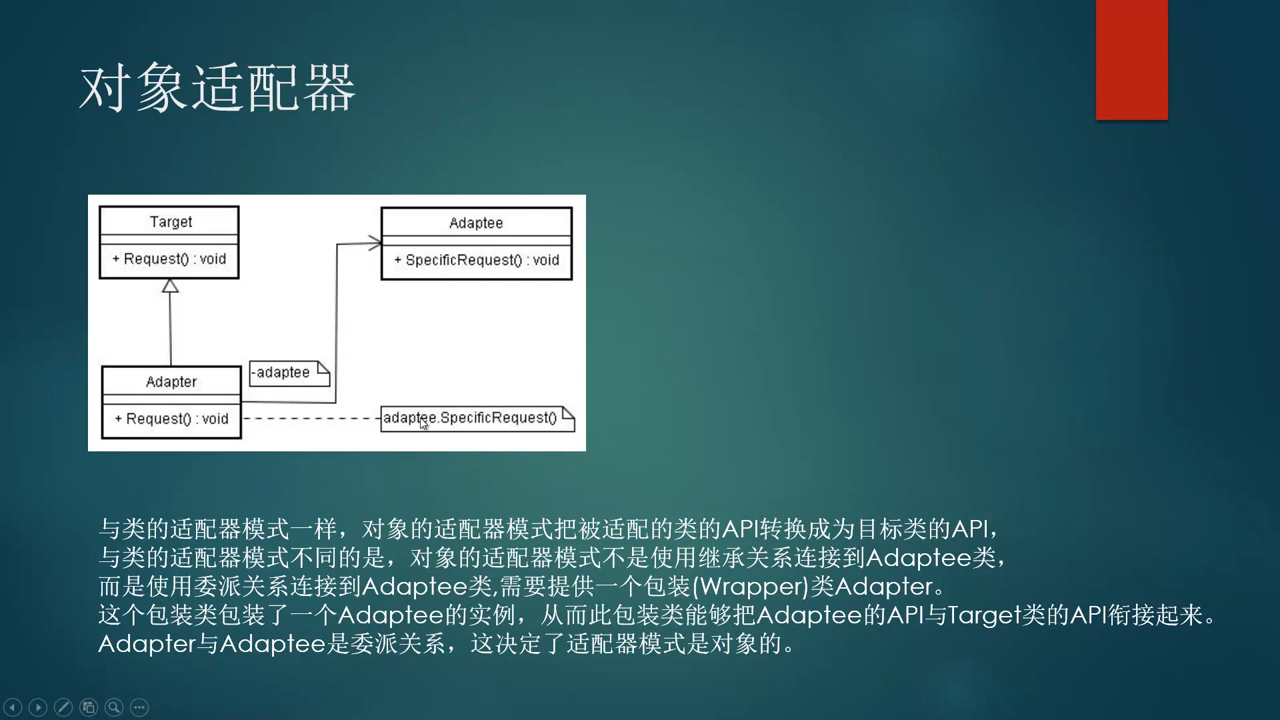 对象适配器
Target
+ Request() : void
Adaptee
+ SpecificRequest() : void
-adaptee
Adapter
+ Request() : void
adaptee.SpecificRequest()
与类的适配器模式一样，对象的适配器模式把被适配的类的API转换成为目标类的API，
与类的适配器模式不同的是，对象的适配器模式不是使用继承关系连接到Adaptee类，
而是使用委派关系连接到Adaptee类,需要提供一个包装(Wrapper)类Adapter。
这个包装类包装了一个Adaptee的实例，从而此包装类能够把Adaptee的API与Target类的API衔接起来。
Adapter与Adaptee是委派关系，这决定了适配器模式是对象的。